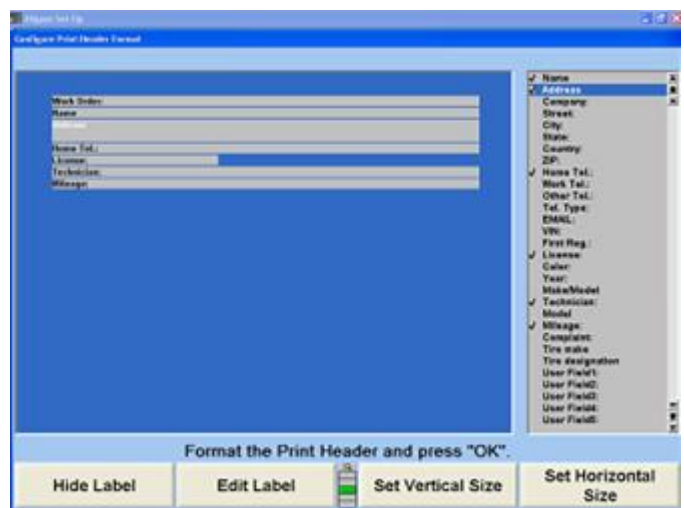 Aligner Set Up
Configure Print Header Format
Work Order:
Name
Address
Home Tel.:
License:
Technician:
Mileage:
Name
Address
Company:
Street:
City:
State:
Country:
ZIP:
Home Tel.:
Work Tel.:
Other Tel.:
Tel. Type:
EMAIL:
VIN:
First Reg.:
License:
Color:
Year:
Make/Model
Technician:
Model
Mileage:
Complaint:
Tire make
Tire designation
User Field1:
User Field2:
User Field3:
User Field4:
User Field5:
Format the Print Header and press "OK".
Hide Label
Edit Label
Set Vertical Size
Set Horizontal
Size